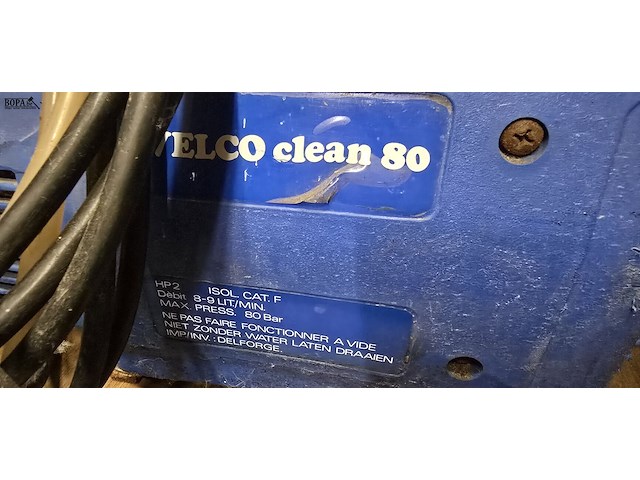 BOPA
VELCO clean 80
HP2 ISOL. CAT. F
Débit 8-9 LIT/MIN.
MAX. PRESS. 80 Bar
NE PAS FAIRE FONCTIONNER A VIDE
NIET ZONDER WATER LATEN DRAAIEN
IMP/INV.: DELFORGE.